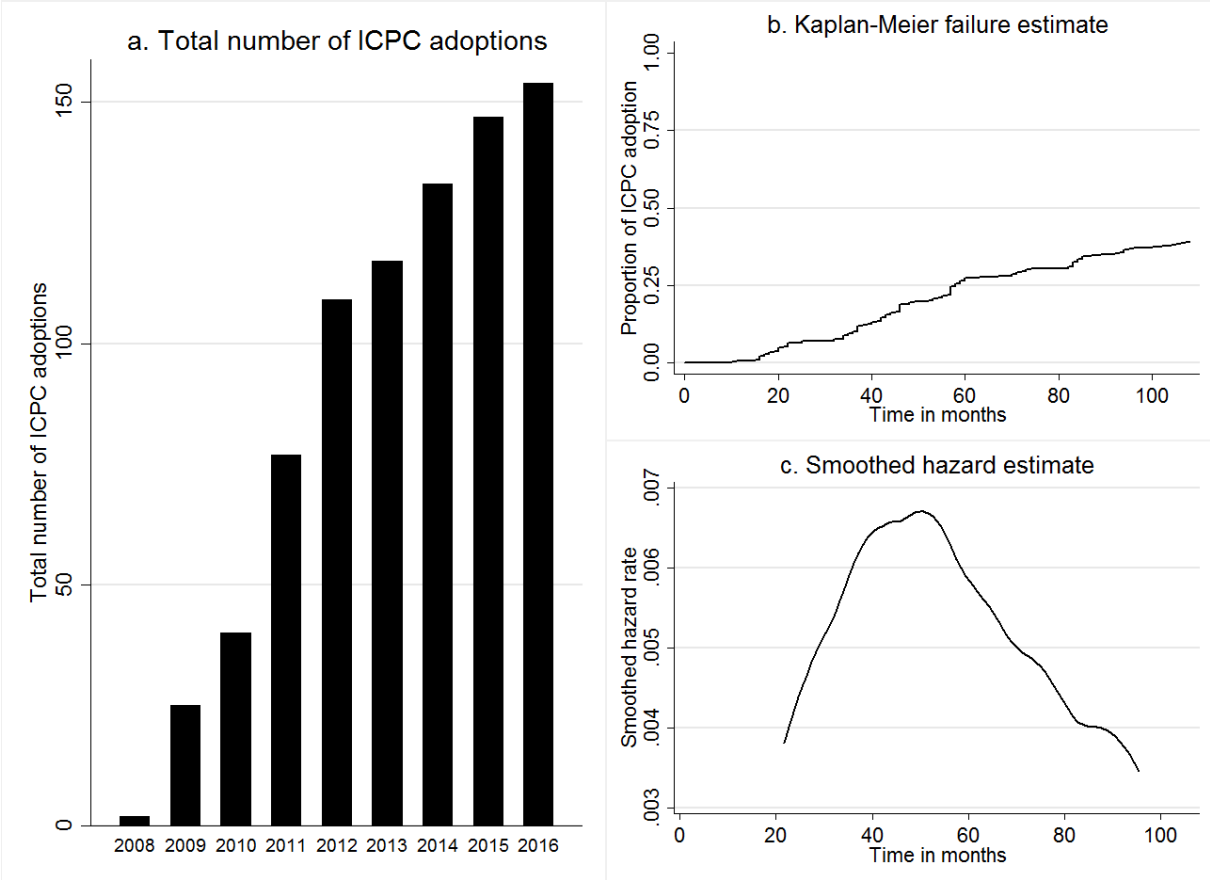 a. Total number of ICPC adoptions
Total number of ICPC adoptions
150
100
50
0
2008 2009 2010 2011 2012 2013 2014 2015 2016
b. Kaplan-Meier failure estimate
Proportion of ICPC adoption
1.00
0.75
0.50
0.25
0.00
0 20 40 60 80 100
Time in months
c. Smoothed hazard estimate
Smoothed hazard rate
.007
.006
.005
.004
.003
0 20 40 60 80 100
Time in months